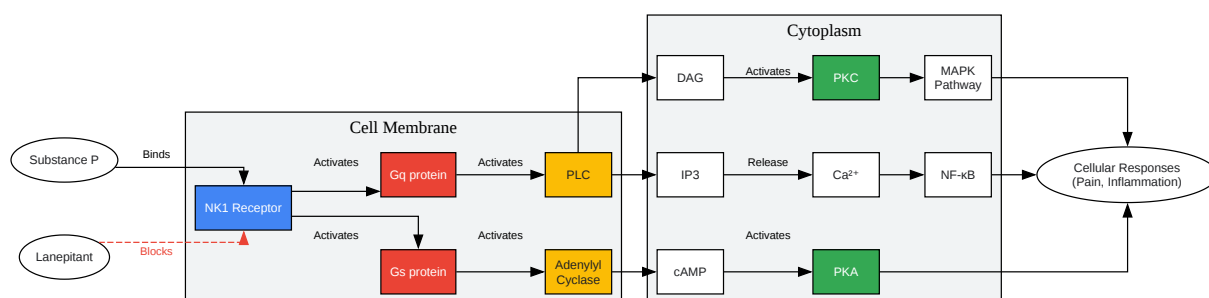 Cytoplasm
DAG
Activates
PKC
MAPK
Pathway
Cell Membrane
Substance P
Binds
Activates
Gq protein
Activates
PLC
IP3
Release
Ca²⁺
NF-κB
Cellular Responses
(Pain, Inflammation)
NK1 Receptor
Lanepitant
Blocks
Activates
Gs protein
Activates
Adenylyl
Cyclase
cAMP
Activates
PKA